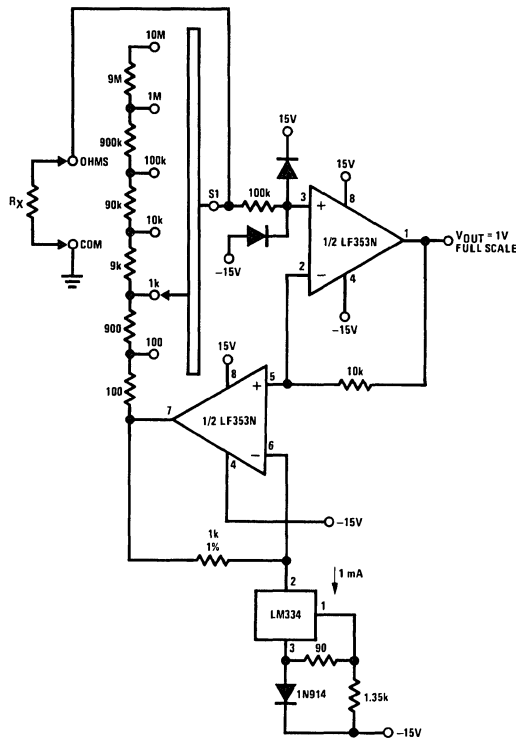 10M
9M
1M
900k
100k
OHMS
RX
90k
COM
10k
9k
1k
900
100
100
S1
100k
15V
-15V
15V
3
+
8
1/2 LF353N
1
VOUT = 1V
FULL SCALE
2
−
4
-15V
10k
15V
8
5
+
7
1/2 LF353N
6
−
4
-15V
1k
1%
1 mA
2
LM334
1
3
90
1N914
1.35k
-15V